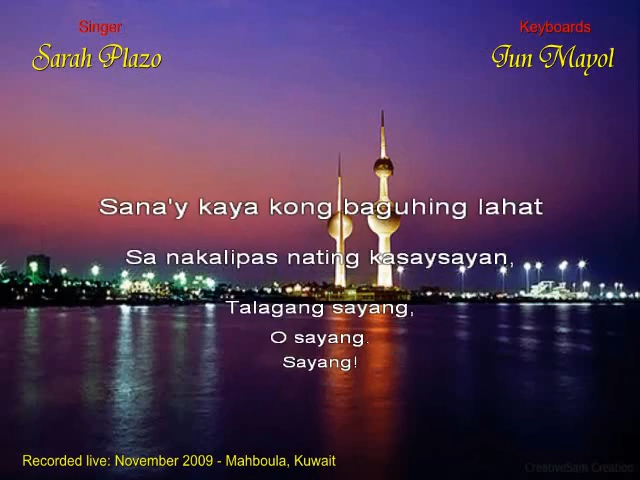 Singer
Keyboards
Sarah Plazo
Jun Mayol
Sana'y kaya kong baguhing lahat
Sa nakalipas nating kasaysayan,
Talagang sayang,
O sayang.
Sayang!
Recorded live: November 2009 - Mahboula, Kuwait
CreativeSam Creation